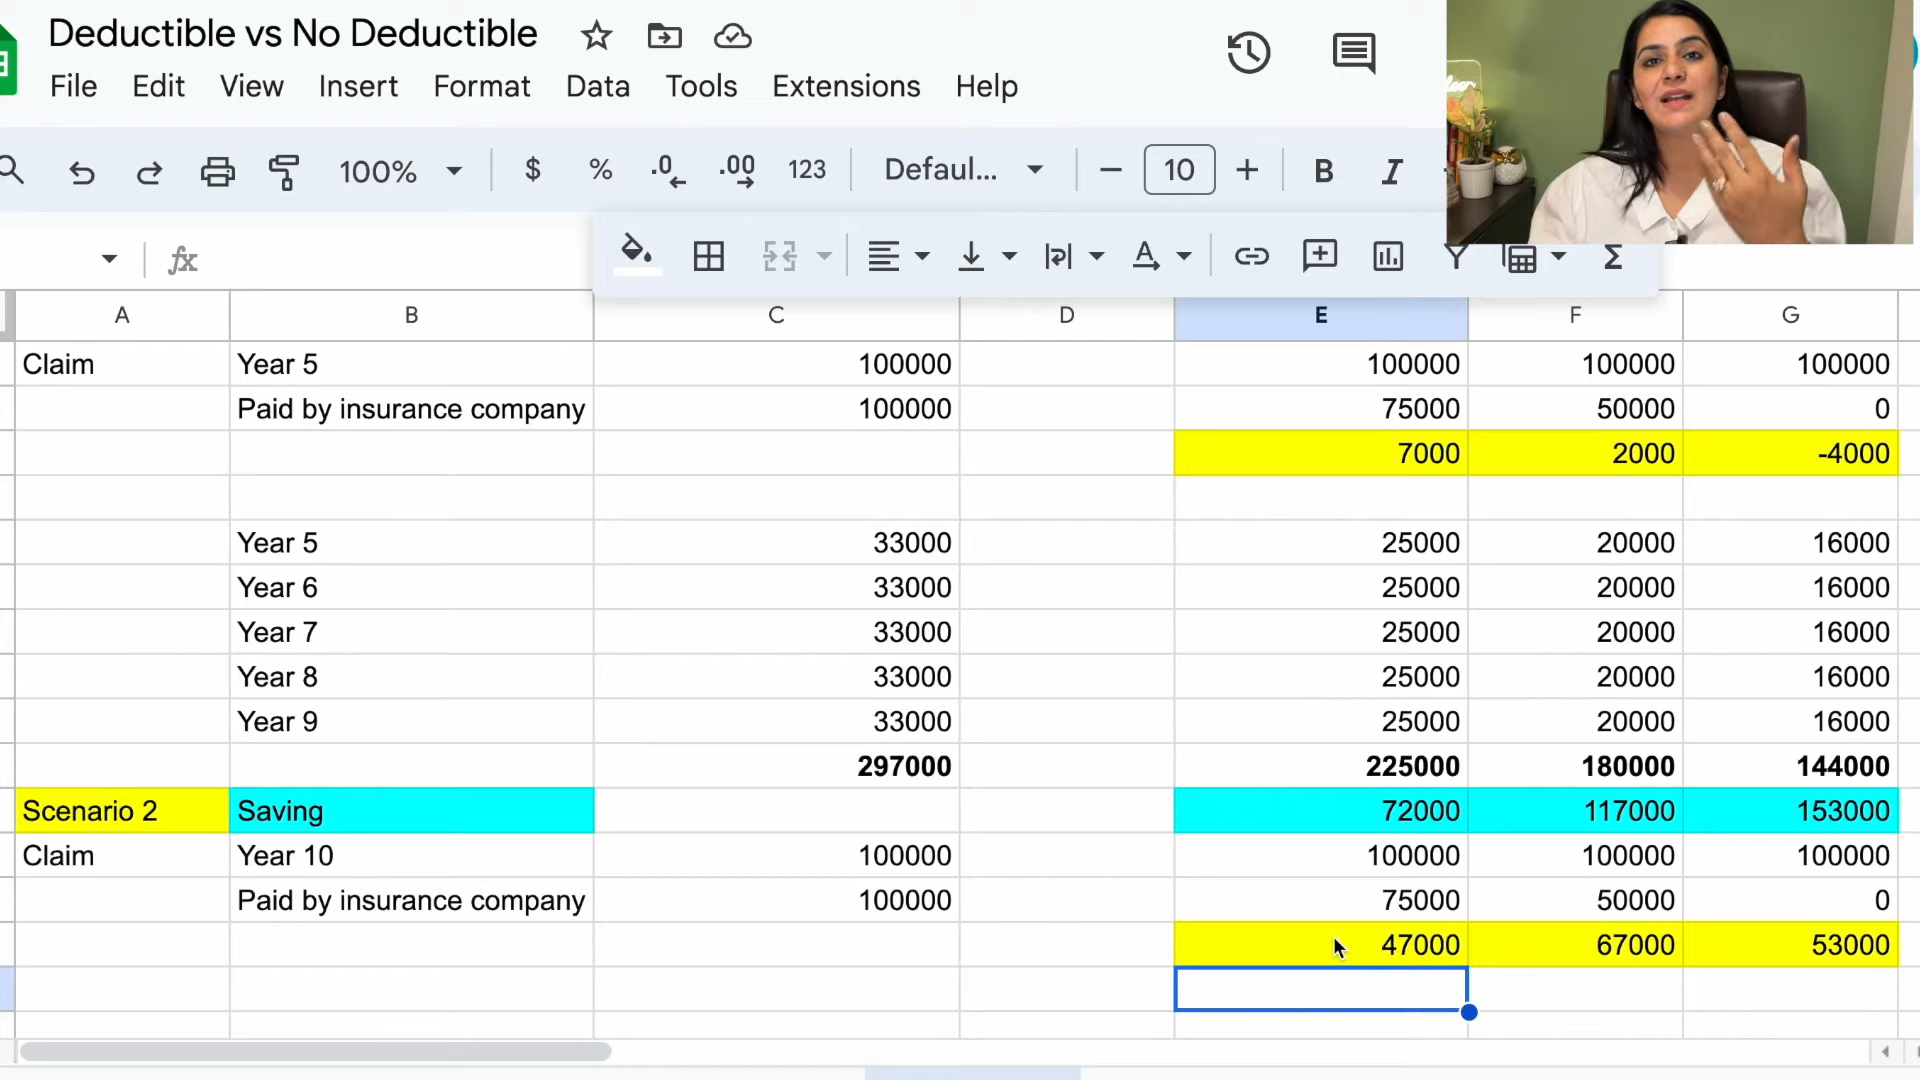 Deductible vs No Deductible
File Edit View Insert Format Data Tools Extensions Help
100% $ % .0 .00 123 Defaul... 10 B I
fx
A B C D E F G
Claim Year 5 100000 100000 100000 100000
Paid by insurance company 100000 75000 50000 0
7000 2000 -4000
Year 5 33000 25000 20000 16000
Year 6 33000 25000 20000 16000
Year 7 33000 25000 20000 16000
Year 8 33000 25000 20000 16000
Year 9 33000 25000 20000 16000
297000 225000 180000 144000
Scenario 2 Saving 72000 117000 153000
Claim Year 10 100000 100000 100000 100000
Paid by insurance company 100000 75000 50000 0
47000 67000 53000